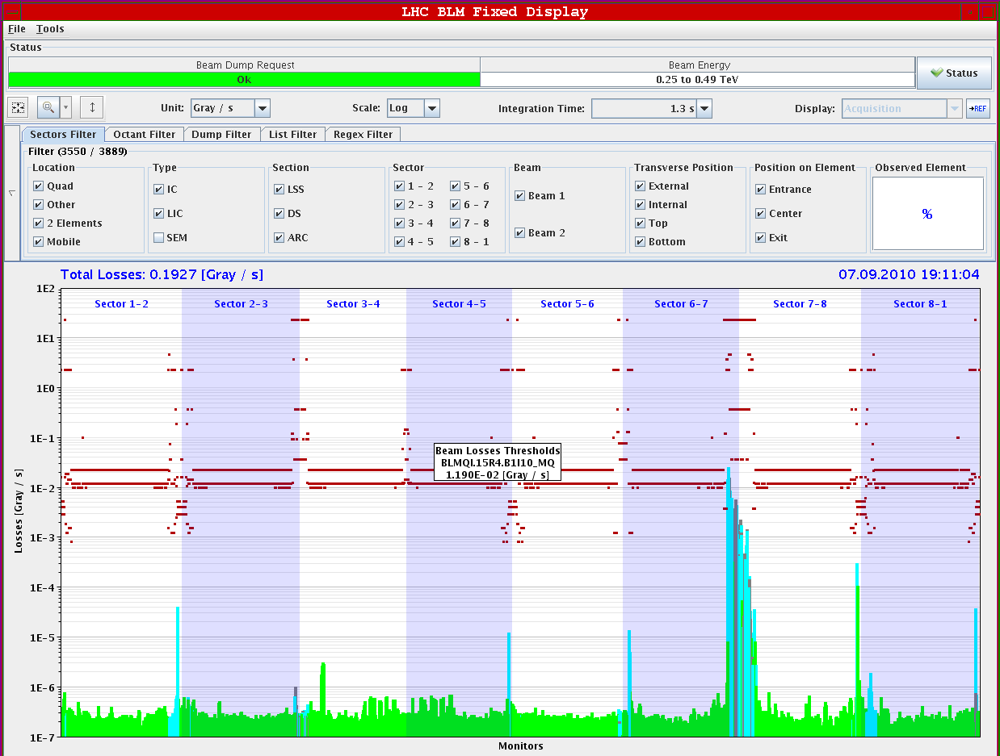 LHC BLM Fixed Display
File Tools
Status
Beam Dump Request Beam Energy
Ok 0.25 to 0.49 TeV
Status
Unit: Gray / s Scale: Log Integration Time: 1.3 s Display: Acquisition →REF
Sectors Filter Octant Filter Dump Filter List Filter Regex Filter
Filter (3550 / 3889)
Location Type Section Sector Beam Transverse Position Position on Element Observed Element
Quad IC LSS 1 - 2 5 - 6 Beam 1 External Entrance
Other LIC DS 2 - 3 6 - 7 Internal Center %
2 Elements SEM ARC 3 - 4 7 - 8 Beam 2 Top Exit
Mobile 4 - 5 8 - 1 Bottom
Total Losses: 0.1927 [Gray / s] 07.09.2010 19:11:04
1E2
Sector 1-2 Sector 2-3 Sector 3-4 Sector 4-5 Sector 5-6 Sector 6-7 Sector 7-8 Sector 8-1
1E1
1E0
1E-1
Beam Losses Thresholds
BLMQI.15R4.B1I10_MQ
1.190E-02 [Gray / s]
1E-2
1E-3
1E-4
1E-5
1E-6
1E-7
Losses [Gray / s]
Monitors